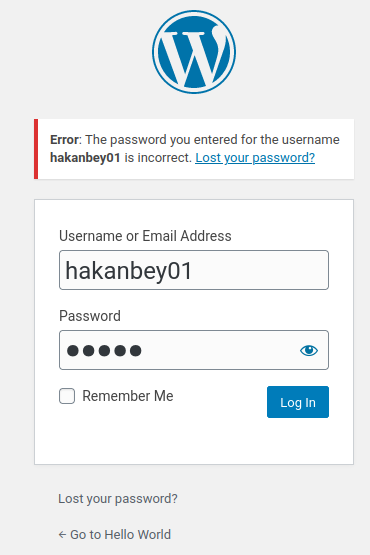 Error: The password you entered for the username
hakanbey01 is incorrect. Lost your password?
Username or Email Address
hakanbey01
Password
●●●●●
Remember Me
Log In
Lost your password?
← Go to Hello World